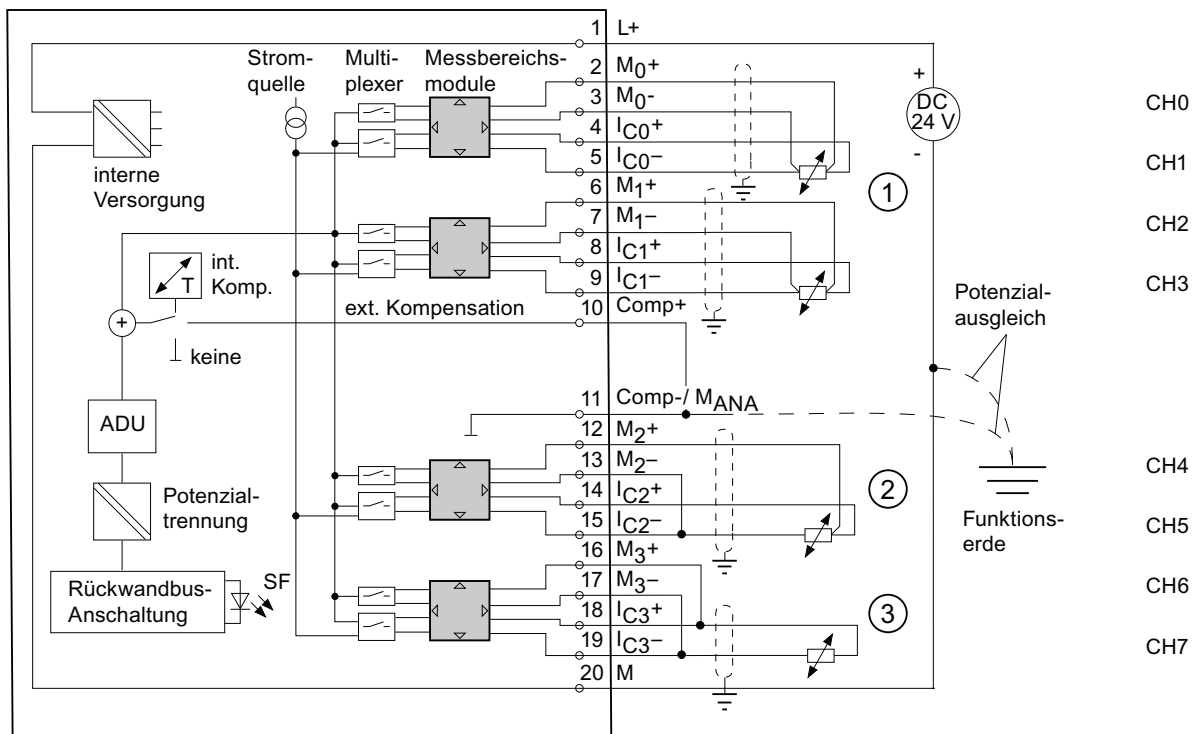 1 L+
Strom-
quelle
Multi-
plexer
Messbereichs-
module
2 M0+
3 M0-
4 IC0+
5 IC0–
6 M1+
7 M1–
8 IC1+
9 IC1–
10 Comp+
+
DC
24 V
-
CH0
CH1
CH2
CH3
1
interne
Versorgung
T
int.
Komp.
ext. Kompensation
+
keine
Potenzial-
ausgleich
11 Comp-/ MANA
12 M2+
13 M2–
14 IC2+
15 IC2–
16 M3+
17 M3–
18 IC3+
19 IC3–
20 M
ADU
Potenzial-
trennung
Rückwandbus-
Anschaltung
SF
2
3
Funktions-
erde
CH4
CH5
CH6
CH7